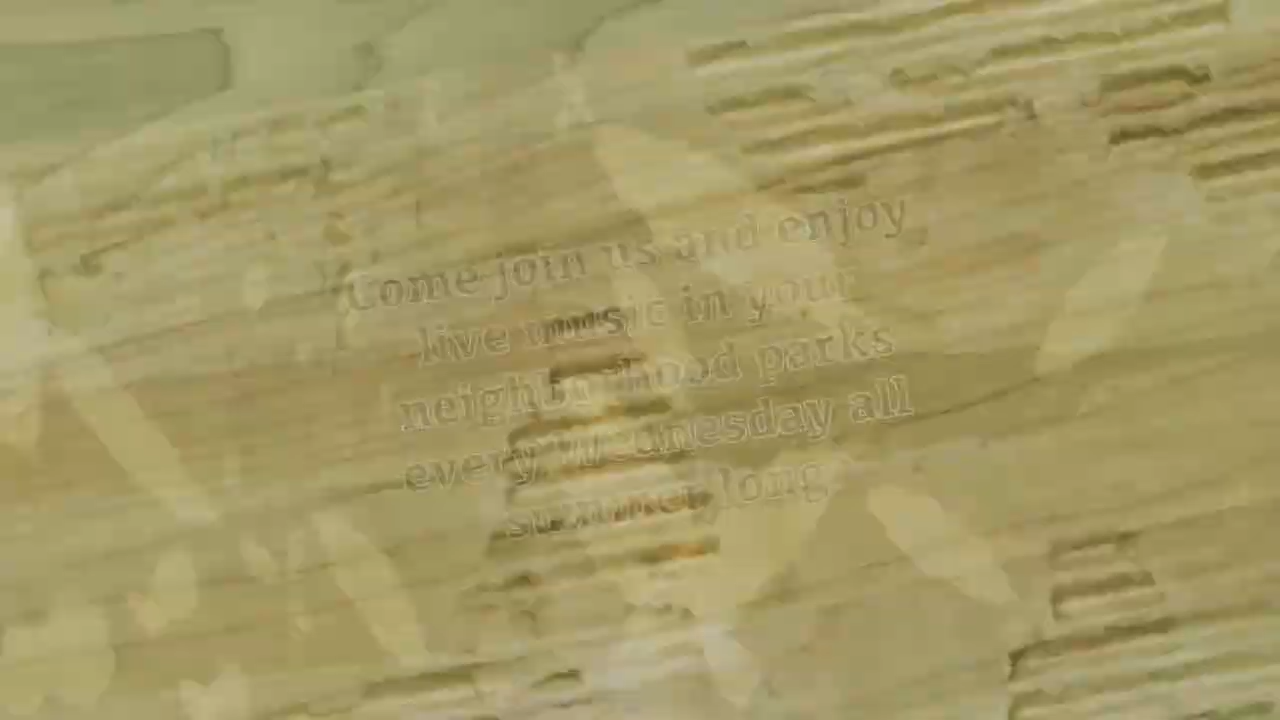 Come join us and enjoy
live music in your
neighborhood parks
every Wednesday all
summer long